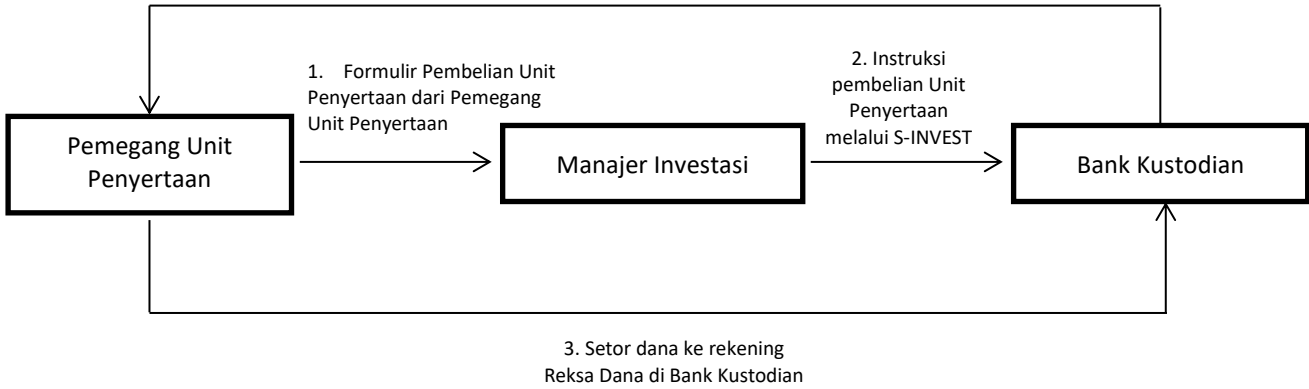 1. Formulir Pembelian Unit
Penyertaan dari Pemegang
Unit Penyertaan
2. Instruksi
pembelian Unit
Penyertaan
melalui S-INVEST
Pemegang Unit
Penyertaan
Manajer Investasi
Bank Kustodian
3. Setor dana ke rekening
Reksa Dana di Bank Kustodian